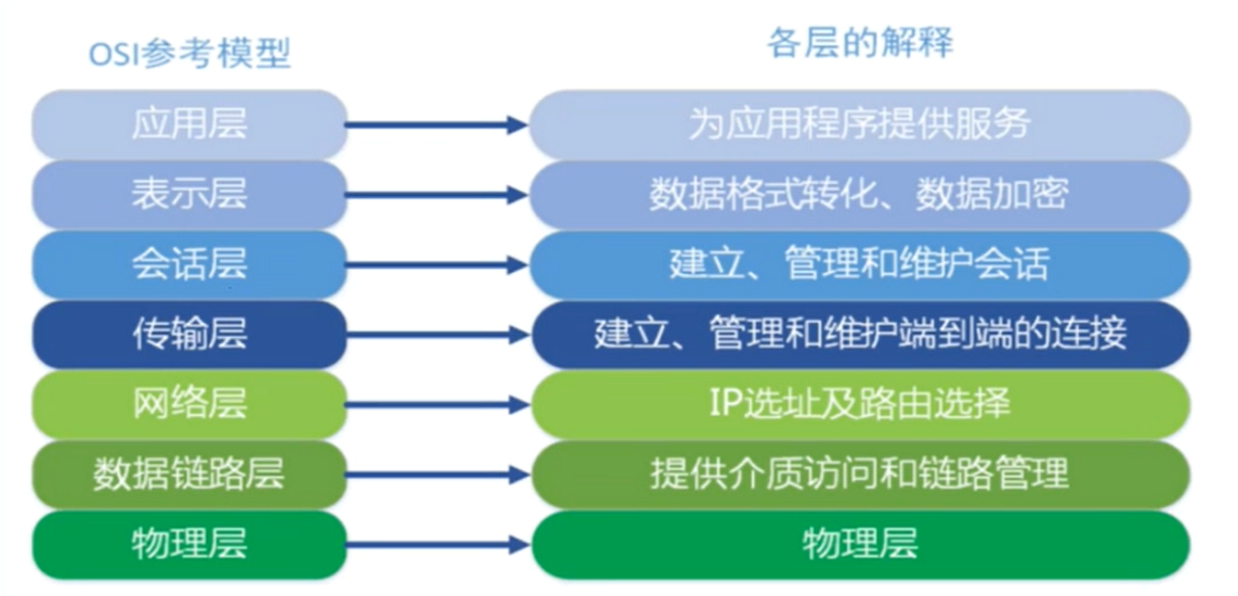 OSI参考模型
各层的解释
应用层
为应用程序提供服务
表示层
数据格式转化、数据加密
会话层
建立、管理和维护会话
传输层
建立、管理和维护端到端的连接
网络层
IP选址及路由选择
数据链路层
提供介质访问和链路管理
物理层
物理层